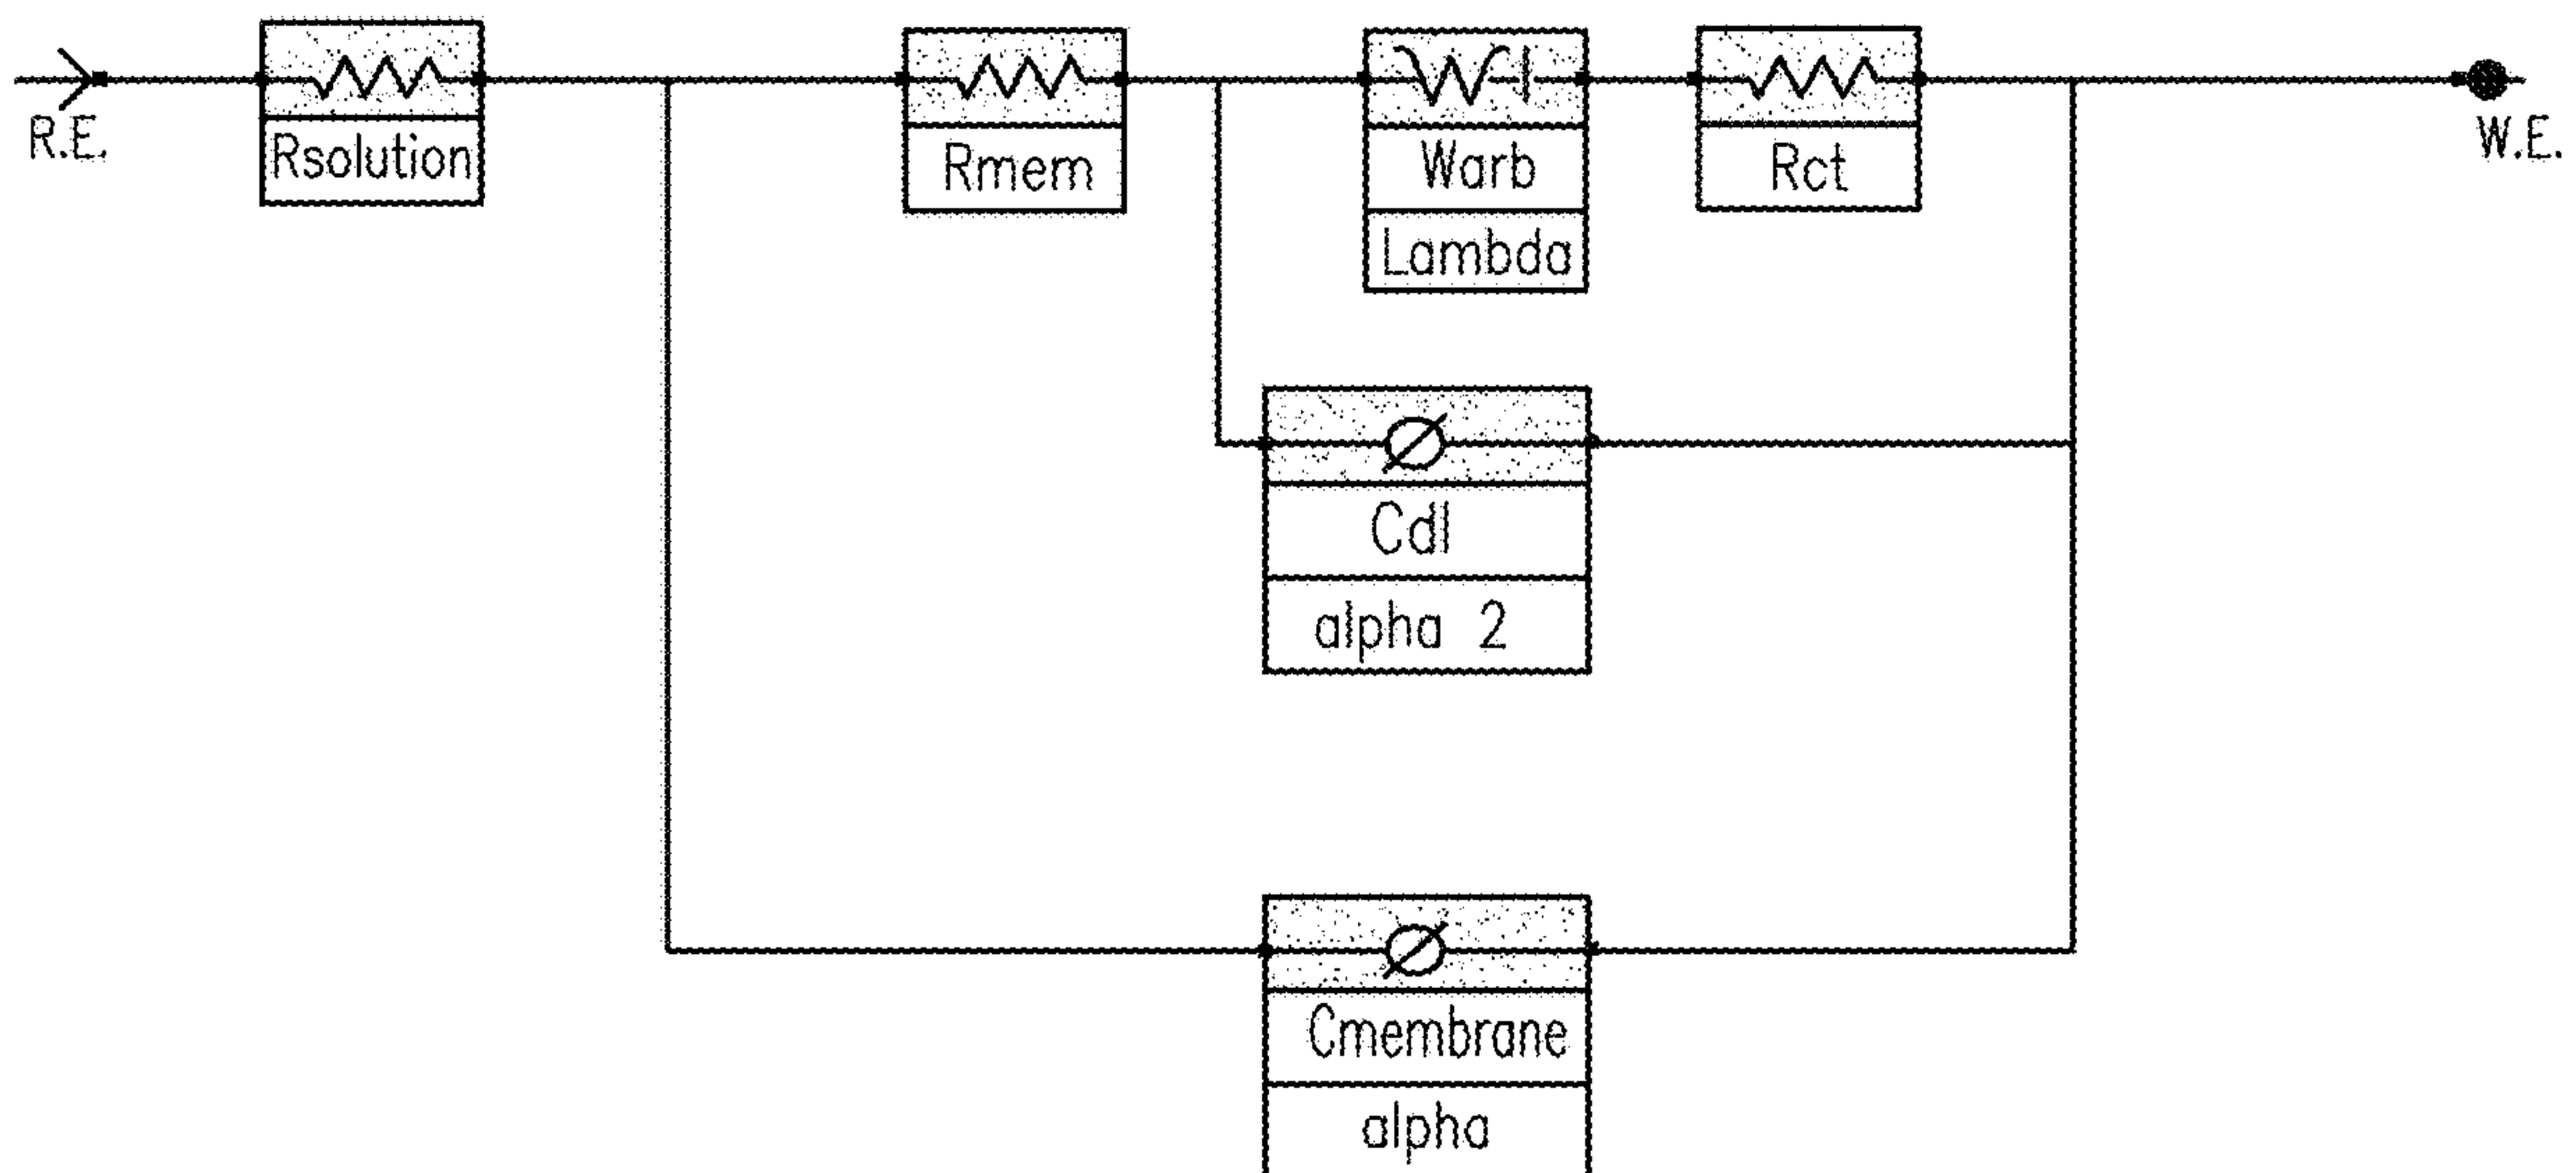 R.E.
Rsolution
Rmem
Warb
Lambda
Rct
W.E.
Cdl
alpha 2
Cmembrane
alpha